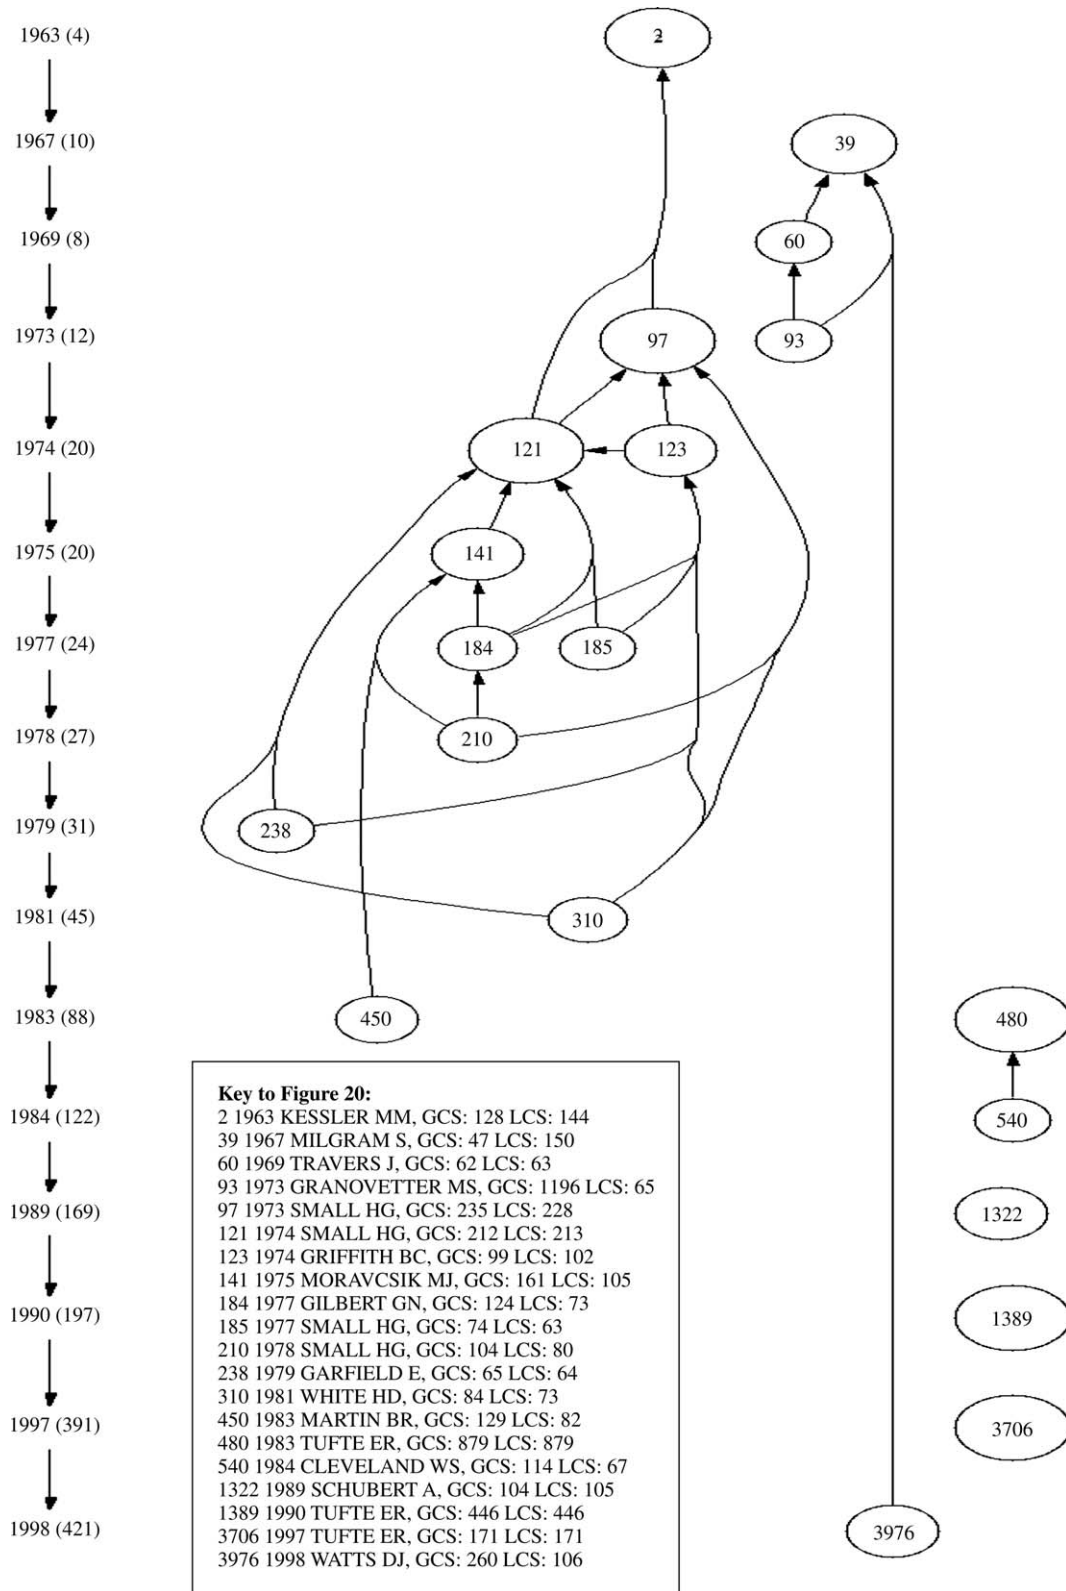 1963 (4)
2
1967 (10)
39
1969 (8)
60
1973 (12)
97
93
1974 (20)
121
123
1975 (20)
141
1977 (24)
184
185
1978 (27)
210
1979 (31)
238
1981 (45)
310
1983 (88)
450
480
1984 (122)
540
1989 (169)
1322
1990 (197)
1389
1997 (391)
3706
1998 (421)
3976
Key to Figure 20:
2 1963 KESSLER MM, GCS: 128 LCS: 144
39 1967 MILGRAM S, GCS: 47 LCS: 150
60 1969 TRAVERS J, GCS: 62 LCS: 63
93 1973 GRANOVETTER MS, GCS: 1196 LCS: 65
97 1973 SMALL HG, GCS: 235 LCS: 228
121 1974 SMALL HG, GCS: 212 LCS: 213
123 1974 GRIFFITH BC, GCS: 99 LCS: 102
141 1975 MORAVCSIK MJ, GCS: 161 LCS: 105
184 1977 GILBERT GN, GCS: 124 LCS: 73
185 1977 SMALL HG, GCS: 74 LCS: 63
210 1978 SMALL HG, GCS: 104 LCS: 80
238 1979 GARFIELD E, GCS: 65 LCS: 64
310 1981 WHITE HD, GCS: 84 LCS: 73
450 1983 MARTIN BR, GCS: 129 LCS: 82
480 1983 TUFTE ER, GCS: 879 LCS: 879
540 1984 CLEVELAND WS, GCS: 114 LCS: 67
1322 1989 SCHUBERT A, GCS: 104 LCS: 105
1389 1990 TUFTE ER, GCS: 446 LCS: 446
3706 1997 TUFTE ER, GCS: 171 LCS: 171
3976 1998 WATTS DJ, GCS: 260 LCS: 106